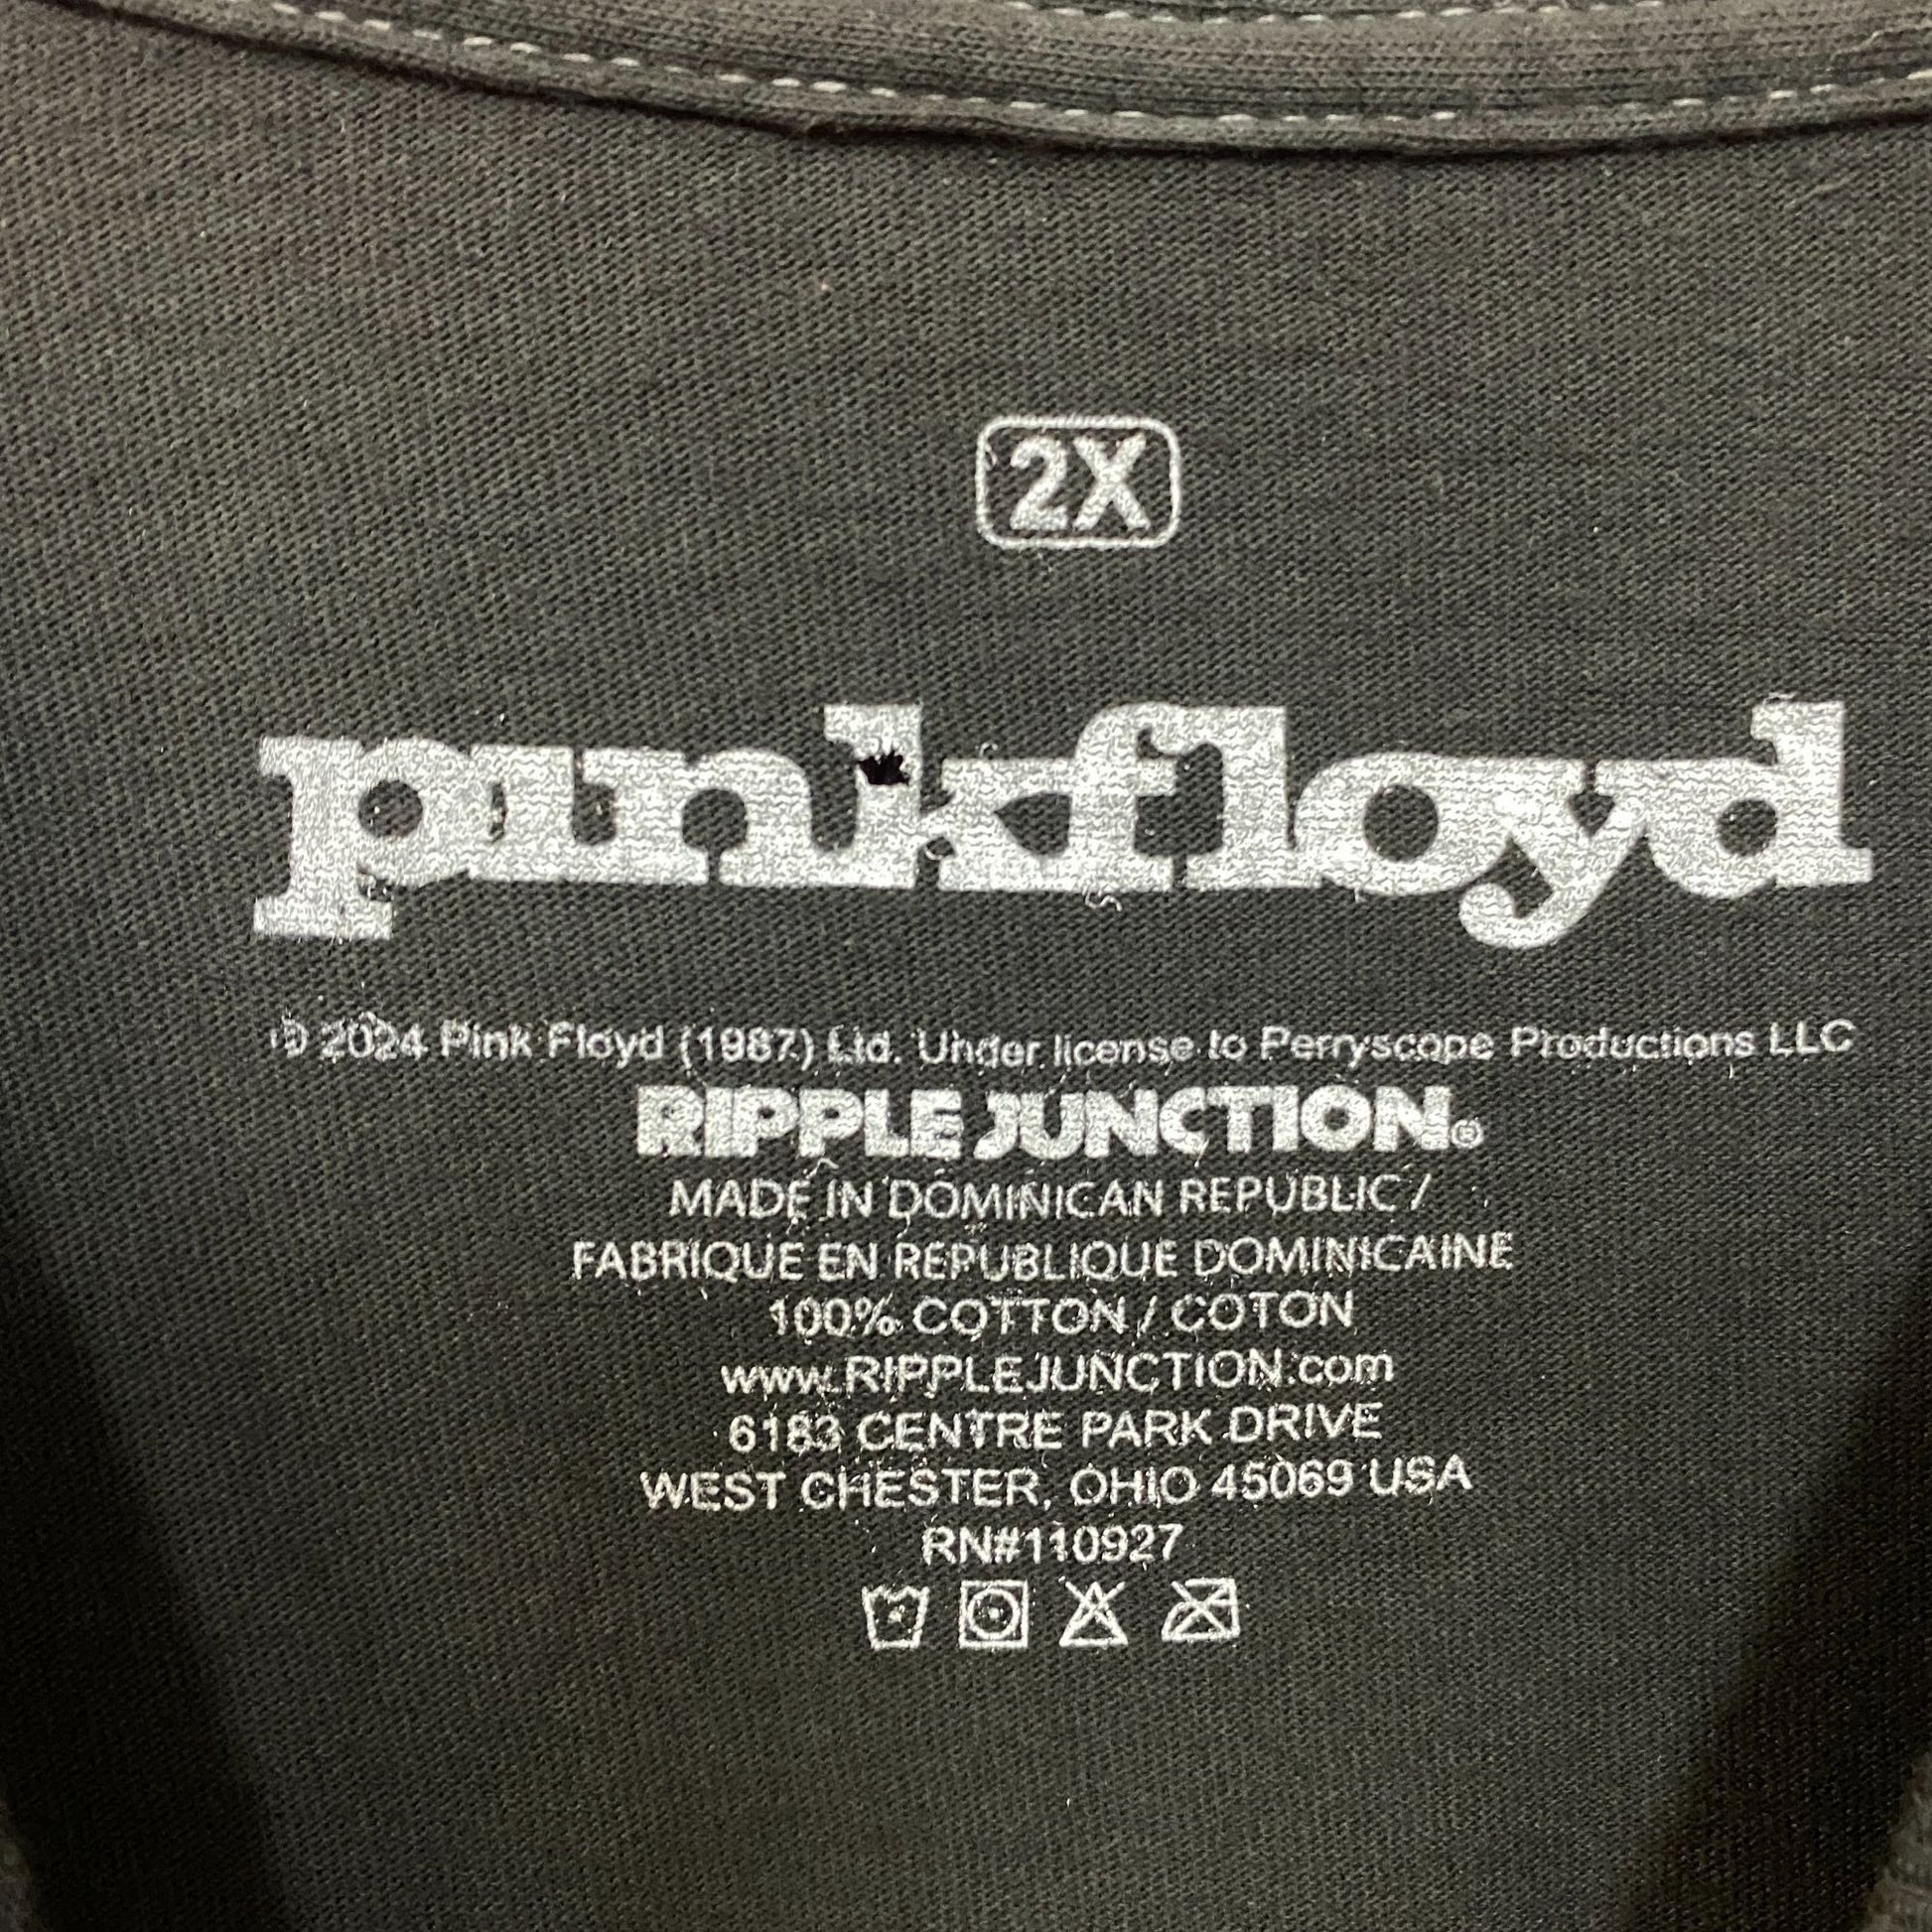 2X
pinkfloyd
© 2024 Pink Floyd (1987) Ltd. Under license to Perryscope Productions LLC
RIPPLE JUNCTION®
MADE IN DOMINICAN REPUBLIC /
FABRIQUE EN REPUBLIQUE DOMINICAINE
100% COTTON / COTON
www.RIPPLEJUNCTION.com
6183 CENTRE PARK DRIVE
WEST CHESTER, OHIO 45069 USA
RN#110927